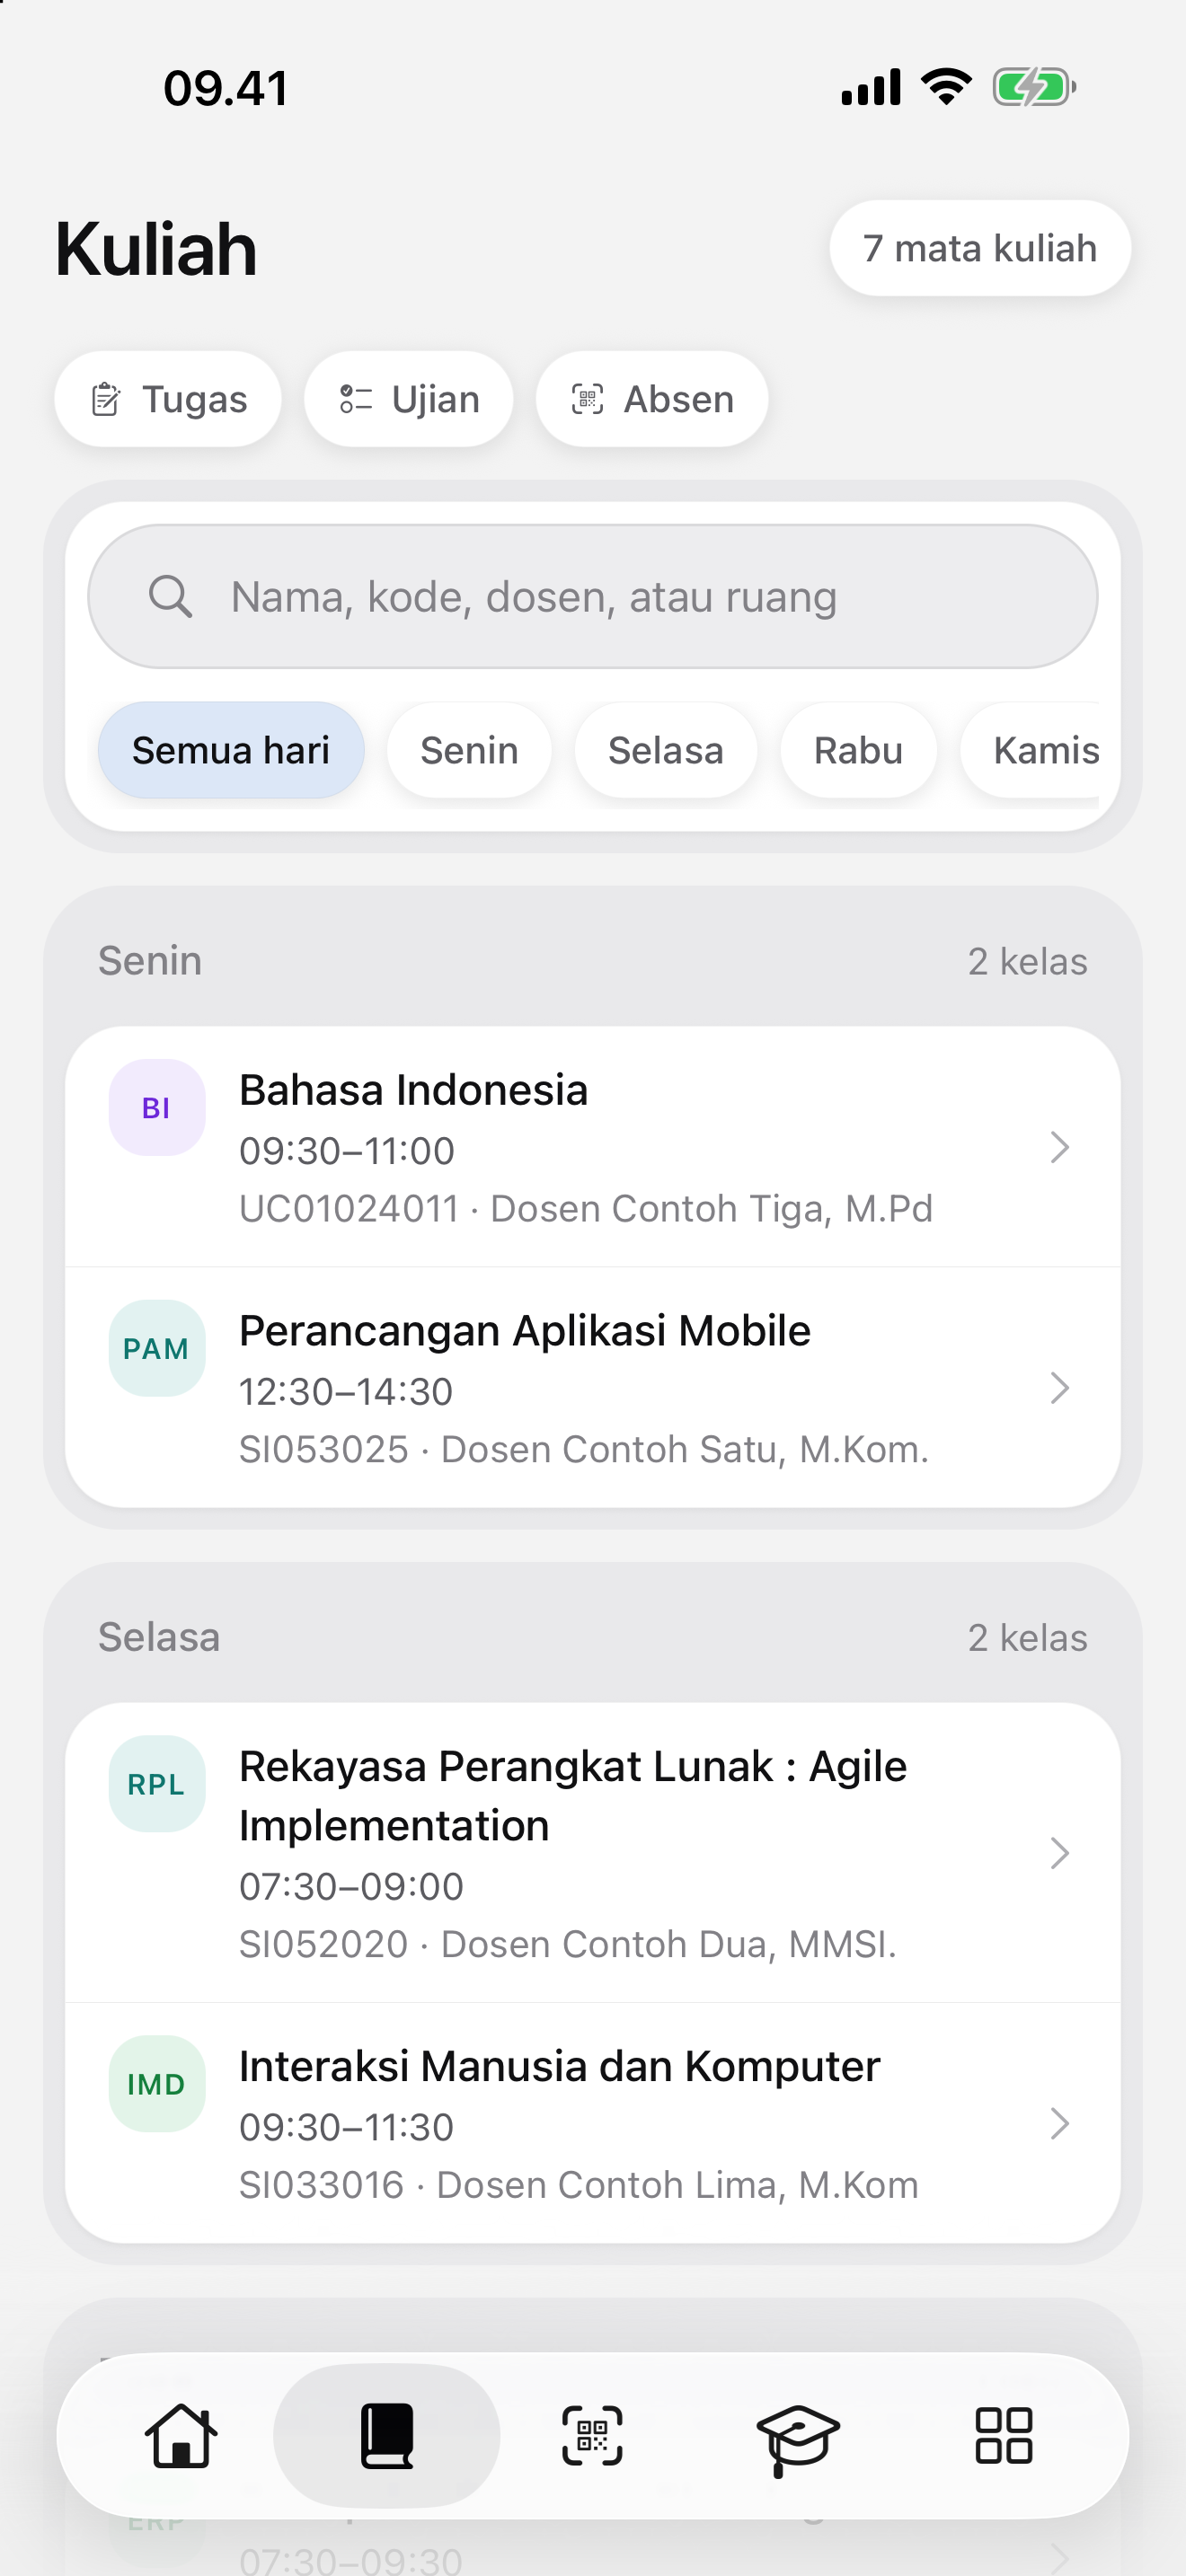 09.41
Kuliah
7 mata kuliah
Tugas
Ujian
Absen
Nama, kode, dosen, atau ruang
Semua hari
Senin
Selasa
Rabu
Kamis
Senin
2 kelas
BI
Bahasa Indonesia
09:30–11:00
UC01024011 · Dosen Contoh Tiga, M.Pd
PAM
Perancangan Aplikasi Mobile
12:30–14:30
SI053025 · Dosen Contoh Satu, M.Kom.
Selasa
2 kelas
RPL
Rekayasa Perangkat Lunak : Agile
Implementation
07:30–09:00
SI052020 · Dosen Contoh Dua, MMSI.
IMD
Interaksi Manusia dan Komputer
09:30–11:30
SI033016 · Dosen Contoh Lima, M.Kom
ERP
07:30–09:30